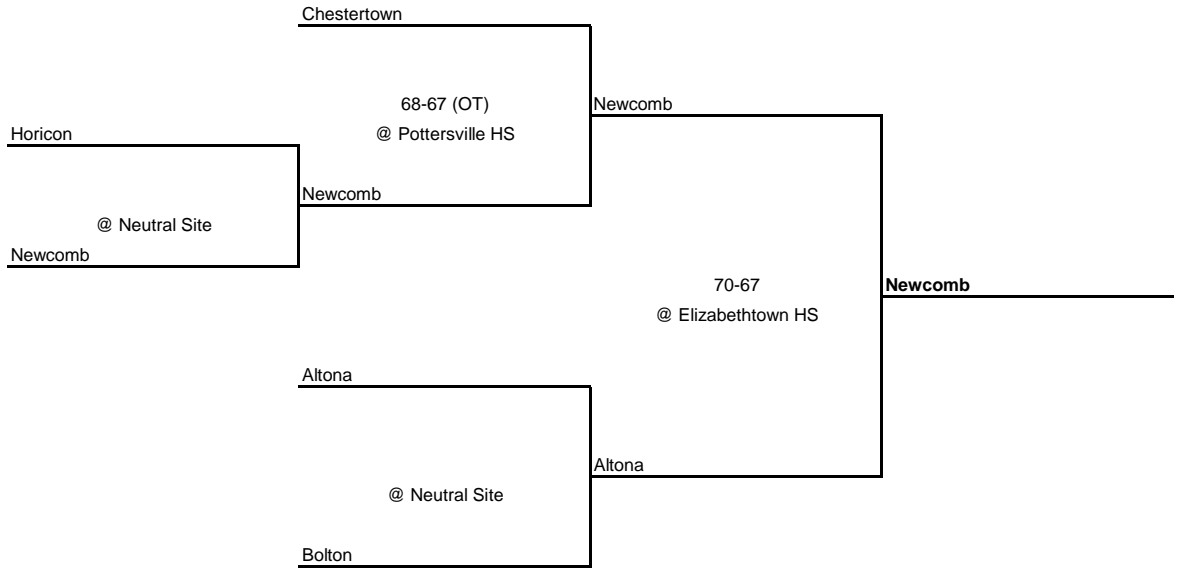 Chestertown
68-67 (OT)
@ Pottersville HS
Newcomb
Horicon
Newcomb
@ Neutral Site
Newcomb
70-67
@ Elizabethtown HS
Newcomb
Altona
Altona
@ Neutral Site
Bolton